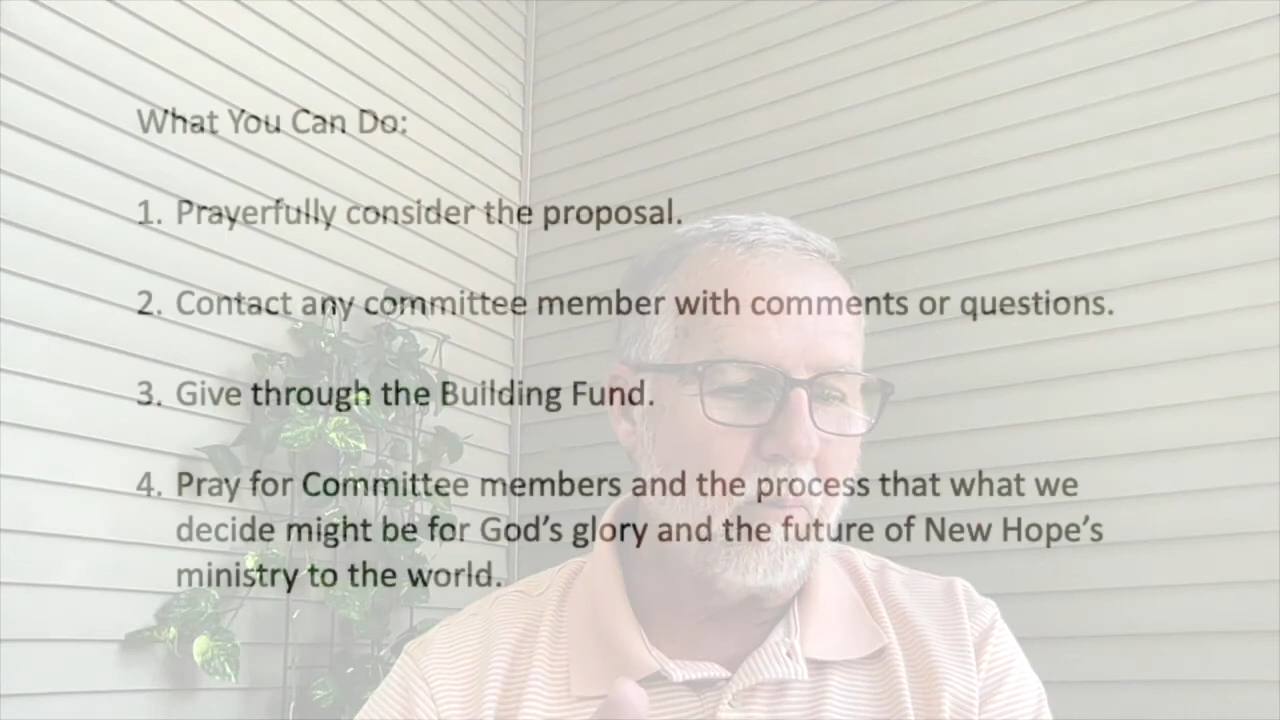 What You Can Do:
1. Prayerfully consider the proposal.
2. Contact any committee member with comments or questions.
3. Give through the Building Fund.
4. Pray for Committee members and the process that what we
decide might be for God’s glory and the future of New Hope’s
ministry to the world.